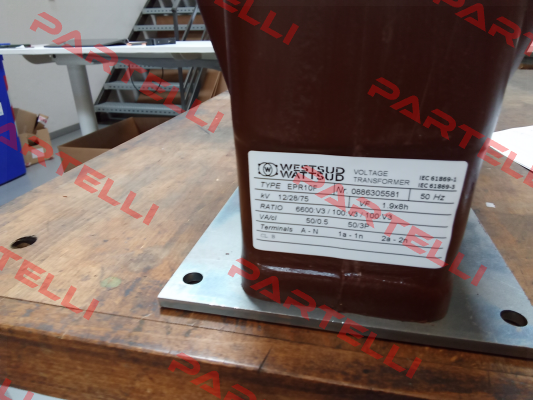 WESTSUD WATTSUD
VOLTAGE TRANSFORMER
IEC 61869-1
IEC 61869-3
TYPE EPR10F Nr. 0886305581 50 Hz
kV 12/28/75 VF 1.9x8h
RATIO 6600:V3 / 100:V3 / 100:V3
VA/cl 50/0.5 50/3P
Terminals A - N 1a - 1n 2a - 2n
PARTELLI
PARTELLI
PARTELLI
PARTELLI
PARTELLI
PARTELLI
PARTELLI
PARTELLI